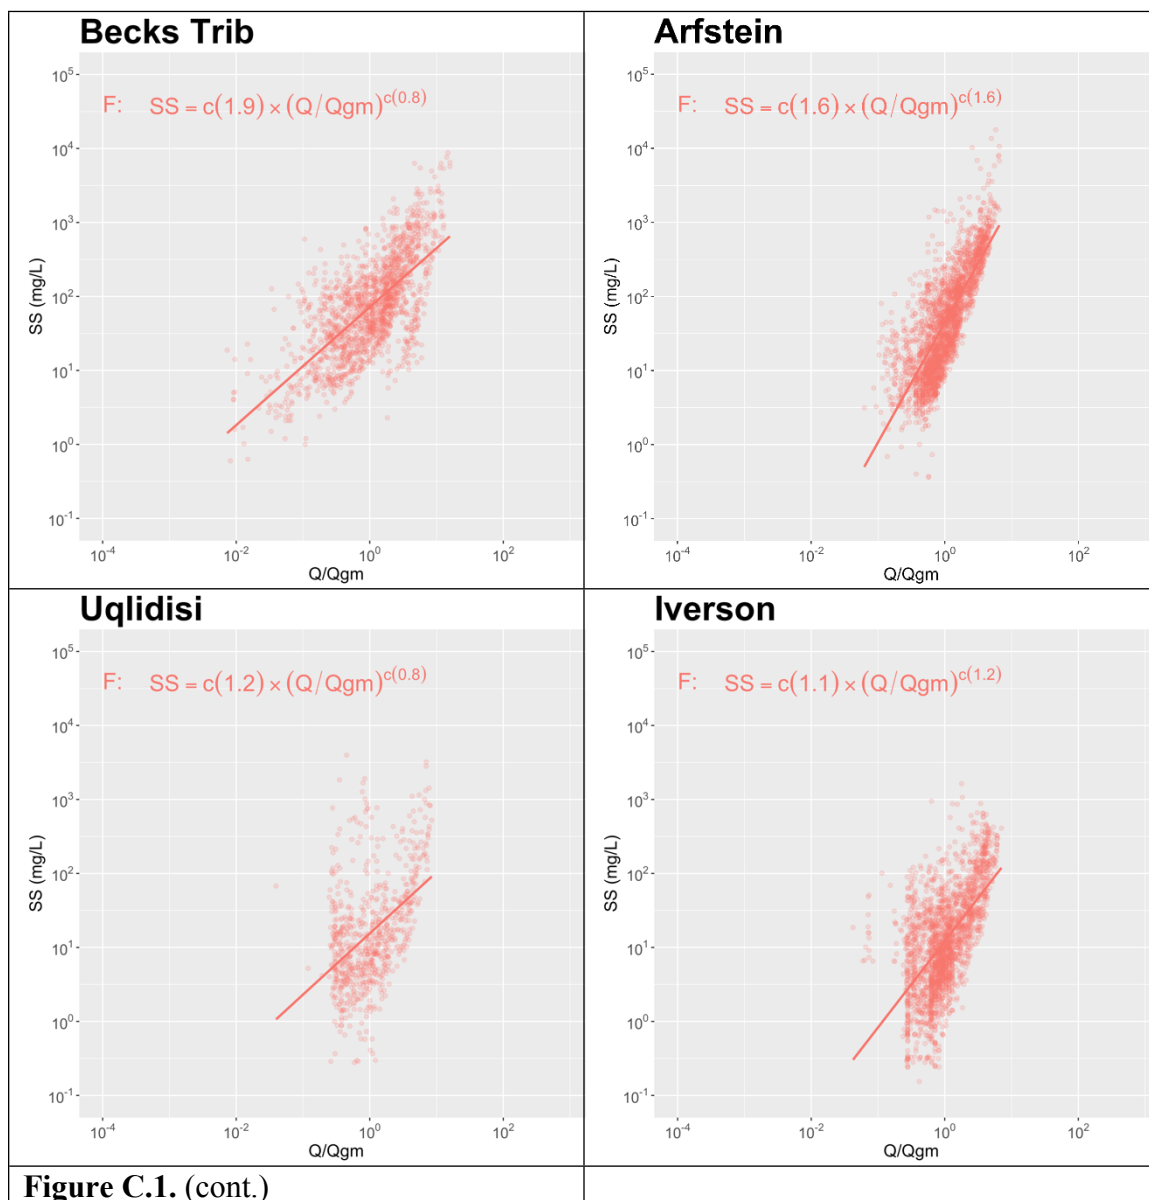 Becks Trib
F: SS = c(1.9) × (Q/Qgm)^c(0.8)
10^5
10^4
10^3
10^2
10^1
10^0
10^-1
SS (mg/L)
10^-4 10^-2 10^0 10^2
Q/Qgm
Arfstein
F: SS = c(1.6) × (Q/Qgm)^c(1.6)
10^5
10^4
10^3
10^2
10^1
10^0
10^-1
SS (mg/L)
10^-4 10^-2 10^0 10^2
Q/Qgm
Uqlidisi
F: SS = c(1.2) × (Q/Qgm)^c(0.8)
10^5
10^4
10^3
10^2
10^1
10^0
10^-1
SS (mg/L)
10^-4 10^-2 10^0 10^2
Q/Qgm
Iverson
F: SS = c(1.1) × (Q/Qgm)^c(1.2)
10^5
10^4
10^3
10^2
10^1
10^0
10^-1
SS (mg/L)
10^-4 10^-2 10^0 10^2
Q/Qgm
Figure C.1. (cont.)